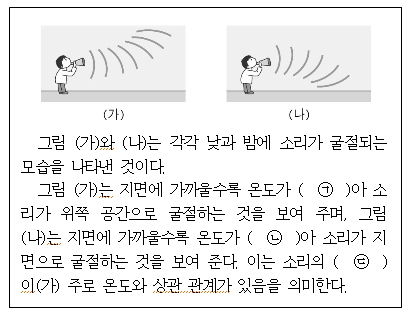 (가)
(나)
그림 (가)와 (나)는 각각 낮과 밤에 소리가 굴절되는
모습을 나타낸 것이다.
그림 (가)는 지면에 가까울수록 온도가 ( ㉠ )아 소
리가 위쪽 공간으로 굴절하는 것을 보여 주며, 그림
(나)는 지면에 가까울수록 온도가 ( ㉡ )아 소리가 지
면으로 굴절하는 것을 보여 준다. 이는 소리의 ( ㉢ )
이(가) 주로 온도와 상관 관계가 있음을 의미한다.